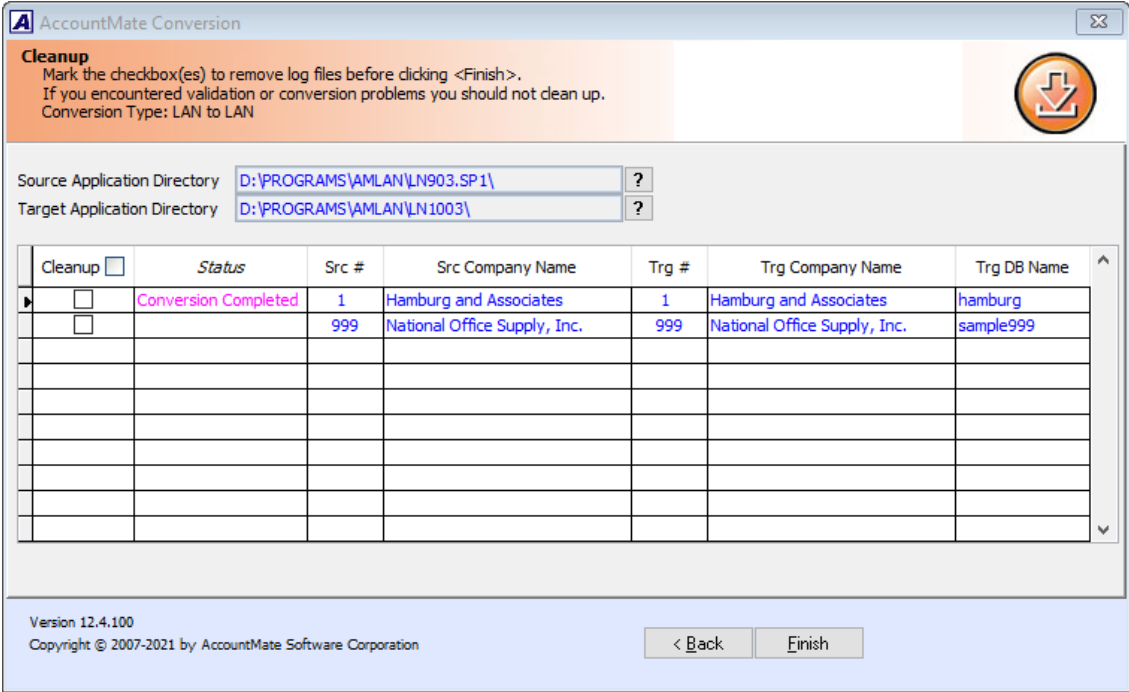 A AccountMate Conversion
Cleanup
Mark the checkbox(es) to remove log files before clicking <Finish>.
If you encountered validation or conversion problems you should not clean up.
Conversion Type: LAN to LAN
Source Application Directory D:\PROGRAMS\AMLAN\LN903.SP1\ ?
Target Application Directory D:\PROGRAMS\AMLAN\LN1003\ ?
Cleanup Status Src # Src Company Name Trg # Trg Company Name Trg DB Name
Conversion Completed 1 Hamburg and Associates 1 Hamburg and Associates hamburg
999 National Office Supply, Inc. 999 National Office Supply, Inc. sample999
Version 12.4.100
Copyright © 2007-2021 by AccountMate Software Corporation
< Back Finish